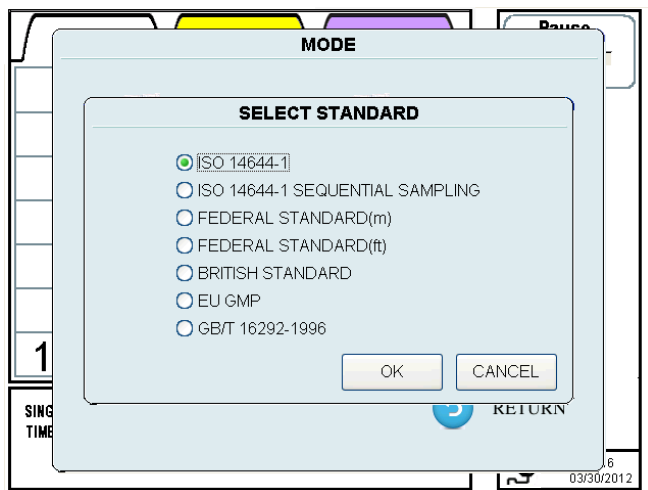 Pause
MODE
SELECT STANDARD
ISO 14644-1
ISO 14644-1 SEQUENTIAL SAMPLING
FEDERAL STANDARD(m)
FEDERAL STANDARD(ft)
BRITISH STANDARD
EU GMP
GB/T 16292-1996
1
OK CANCEL
SING
TIME
RETURN
6
03/30/2012